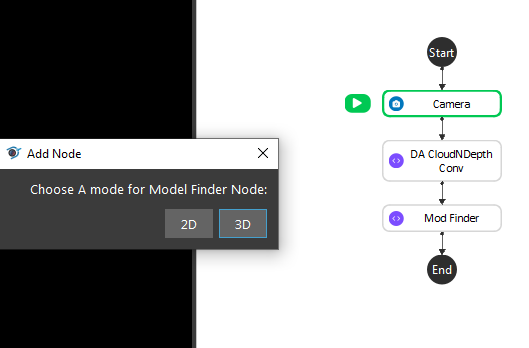 Start
Camera
Add Node
DA CloudNDepth
Conv
Choose A mode for Model Finder Node:
2D
3D
Mod Finder
End